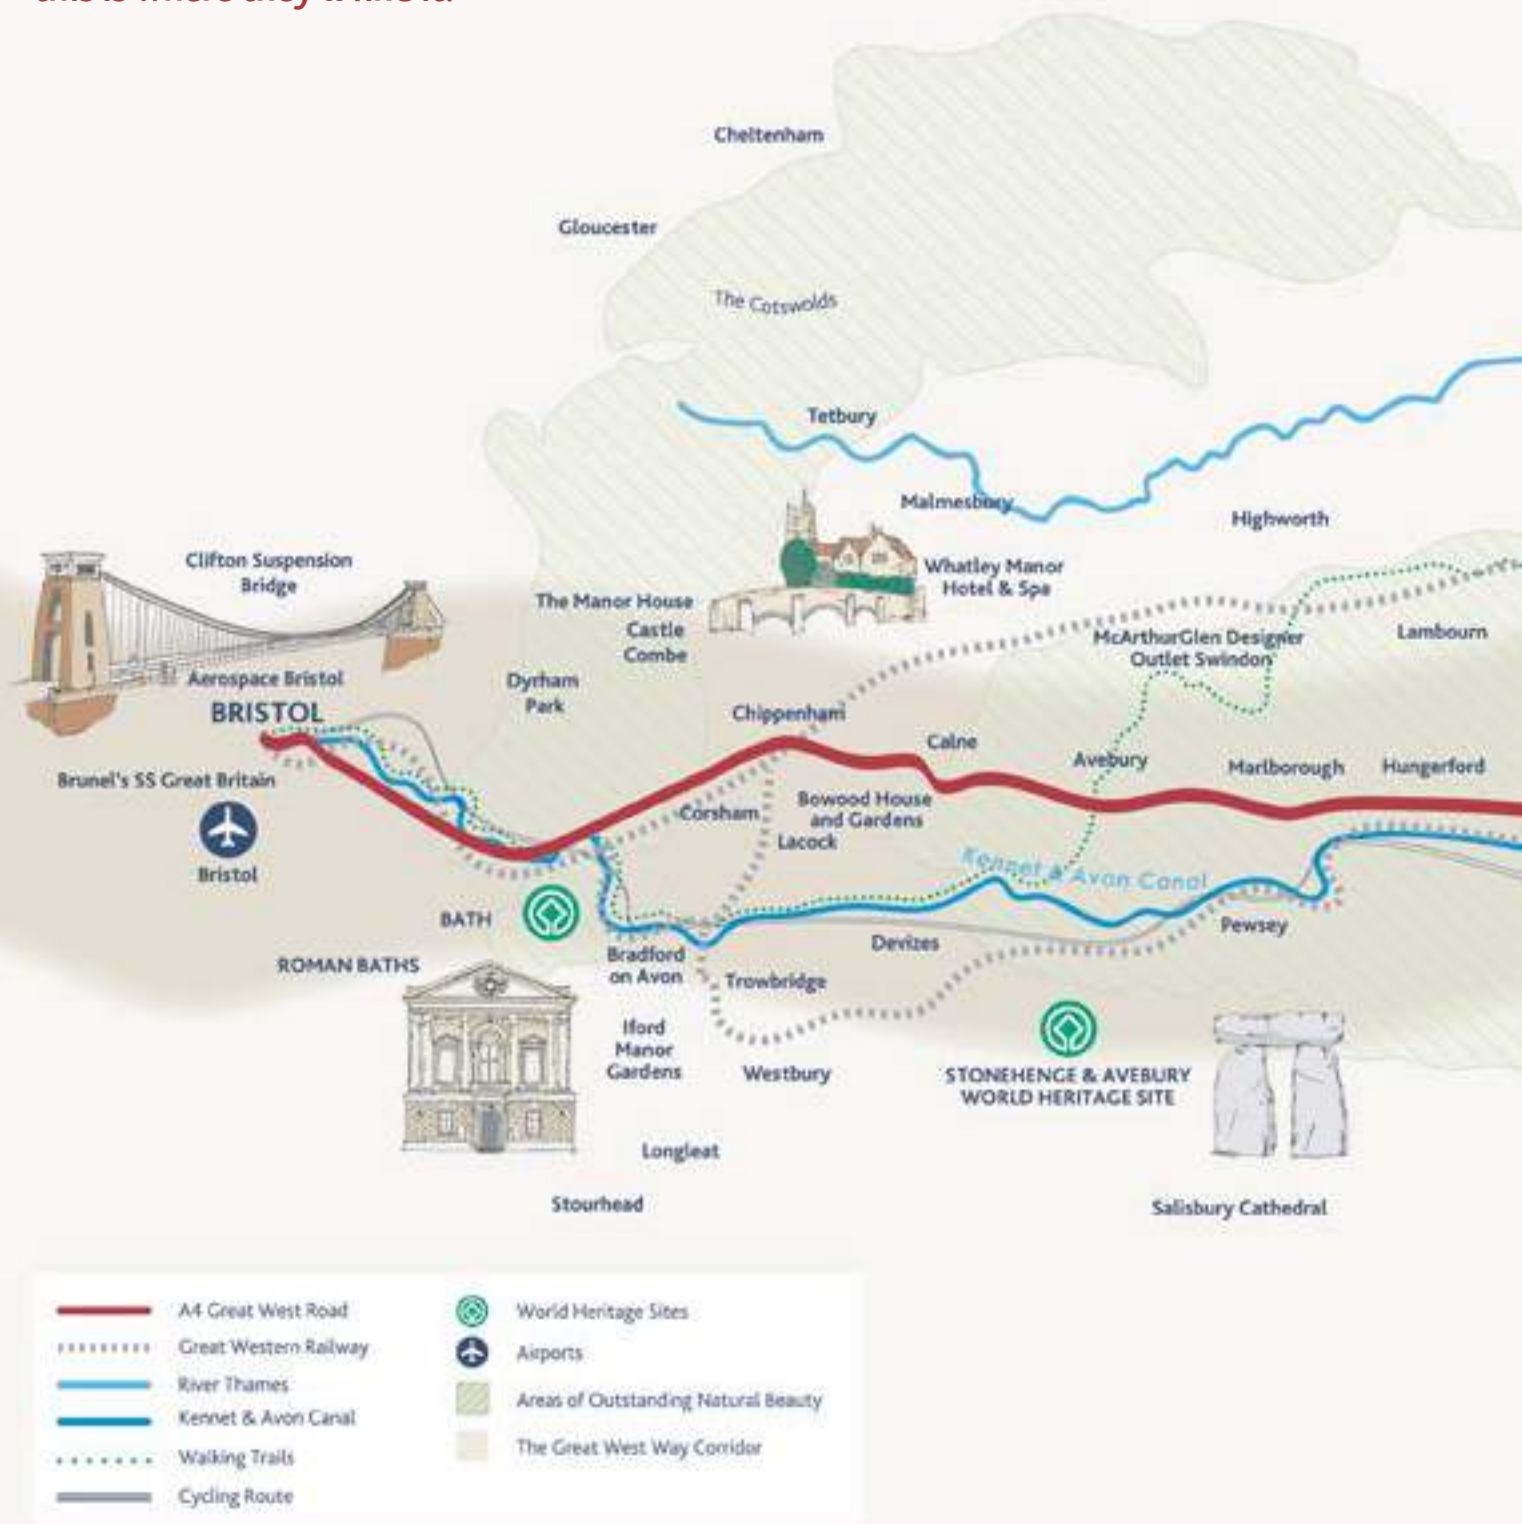 Cheltenham
Gloucester
The Cotswolds
Tetbury
Malmesbury
Highworth
Clifton Suspension
Bridge
Whatley Manor
Hotel & Spa
The Manor House
Castle
Combe
McArthurGlen Designer
Outlet Swindon
Lambourn
Aerospace Bristol
Dyrham
Park
BRISTOL
Chippenham
Calne
Avebury
Marlborough
Hungerford
Brunel's SS Great Britain
Corsham
Bowood House
and Gardens
Lacock
Bristol
Kennet & Avon Canal
BATH
Pewsey
Devizes
Bradford
on Avon
ROMAN BATHS
Trowbridge
Iford
Manor
Gardens
Westbury
STONEHENGE & AVEBURY
WORLD HERITAGE SITE
Longleat
Stourhead
Salisbury Cathedral
A4 Great West Road
Great Western Railway
River Thames
Kennet & Avon Canal
Walking Trails
Cycling Route
World Heritage Sites
Airports
Areas of Outstanding Natural Beauty
The Great West Way Corridor